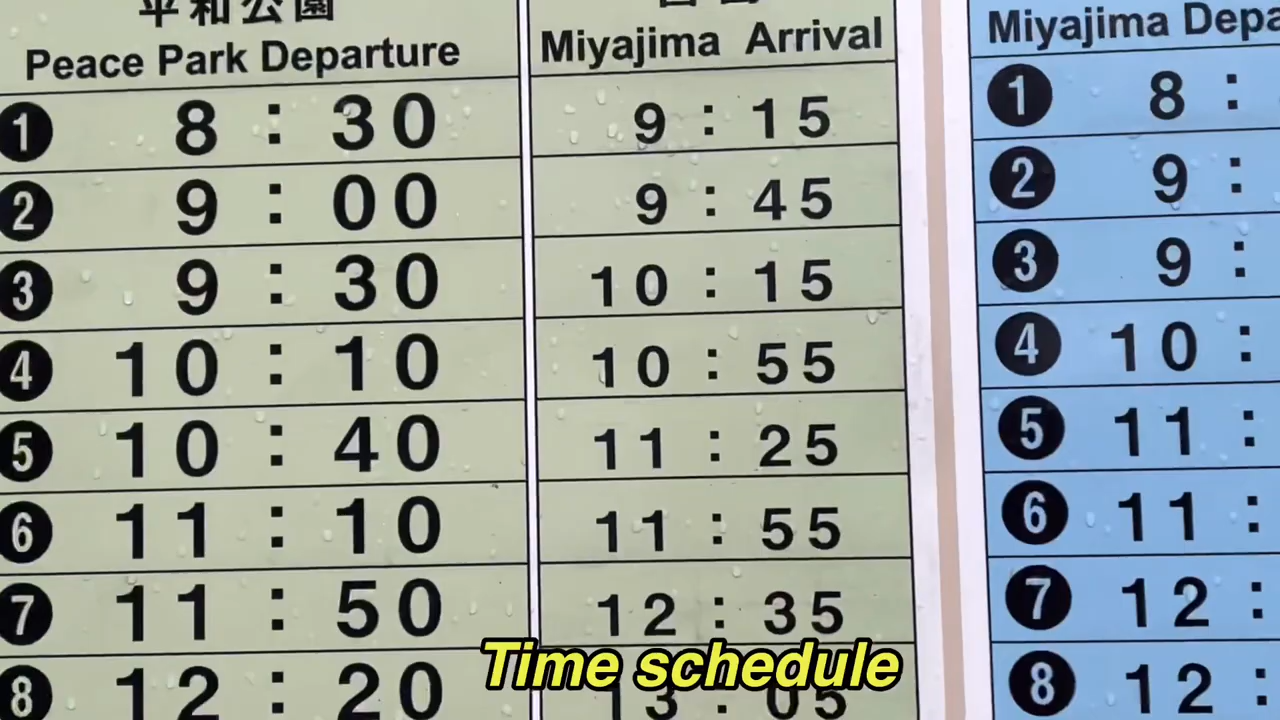 平和公園
Peace Park Departure
Miyajima Arrival
Miyajima Depa
1 8 : 30 9 : 15
2 9 : 00 9 : 45
3 9 : 30 10 : 15
4 10 : 10 10 : 55
5 10 : 40 11 : 25
6 11 : 10 11 : 55
7 11 : 50 12 : 35
8 12 : 20 13 : 05
1 8 :
2 9 :
3 9 :
4 10 :
5 11 :
6 11 :
7 12 :
8 12 :
Time schedule